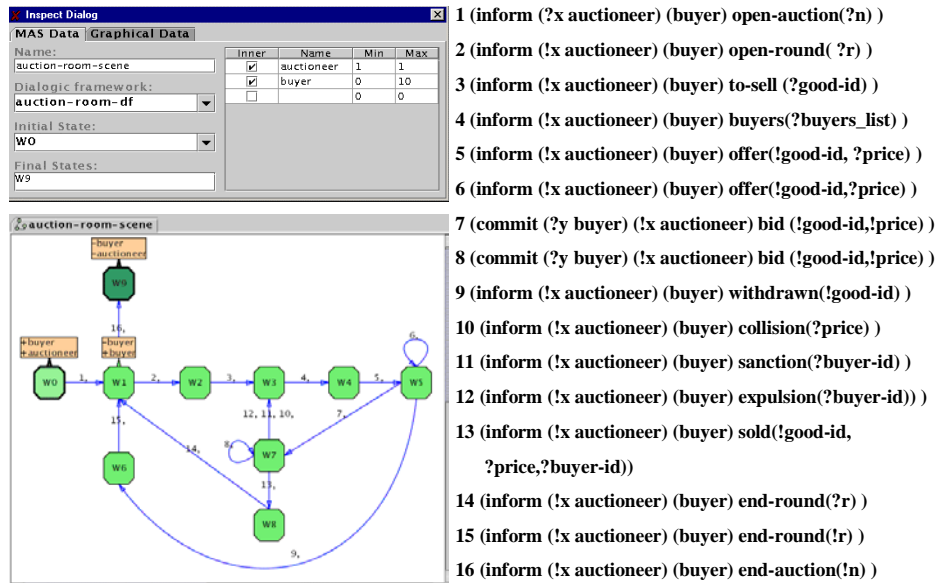 Inspect Dialog
MAS Data Graphical Data
Name:
auction-room-scene
Dialogic framework:
auction-room-df
Initial State:
W0
Final States:
W9
Inner Name Min Max
auctioneer 1 1
buyer 0 10
0 0
auction-room-scene
-buyer
-auctioneer
W9
16,
+buyer
+auctioneer
-buyer
+buyer
W0 1, W1 2, W2 3, W3 4, W4 5, W5
6,
12, 11, 10,
7,
15,
14,
8,
W7
W6
13,
W8
9,
1 (inform (?x auctioneer) (buyer) open-auction(?n) )
2 (inform (!x auctioneer) (buyer) open-round( ?r) )
3 (inform (!x auctioneer) (buyer) to-sell (?good-id) )
4 (inform (!x auctioneer) (buyer) buyers(?buyers_list) )
5 (inform (!x auctioneer) (buyer) offer(!good-id, ?price) )
6 (inform (!x auctioneer) (buyer) offer(!good-id,?price) )
7 (commit (?y buyer) (!x auctioneer) bid (!good-id,!price) )
8 (commit (?y buyer) (!x auctioneer) bid (!good-id,!price) )
9 (inform (!x auctioneer) (buyer) withdrawn(!good-id) )
10 (inform (!x auctioneer) (buyer) collision(?price) )
11 (inform (!x auctioneer) (buyer) sanction(?buyer-id) )
12 (inform (!x auctioneer) (buyer) expulsion(?buyer-id)) )
13 (inform (!x auctioneer) (buyer) sold(!good-id,
?price,?buyer-id))
14 (inform (!x auctioneer) (buyer) end-round(?r) )
15 (inform (!x auctioneer) (buyer) end-round(!r) )
16 (inform (!x auctioneer) (buyer) end-auction(!n) )